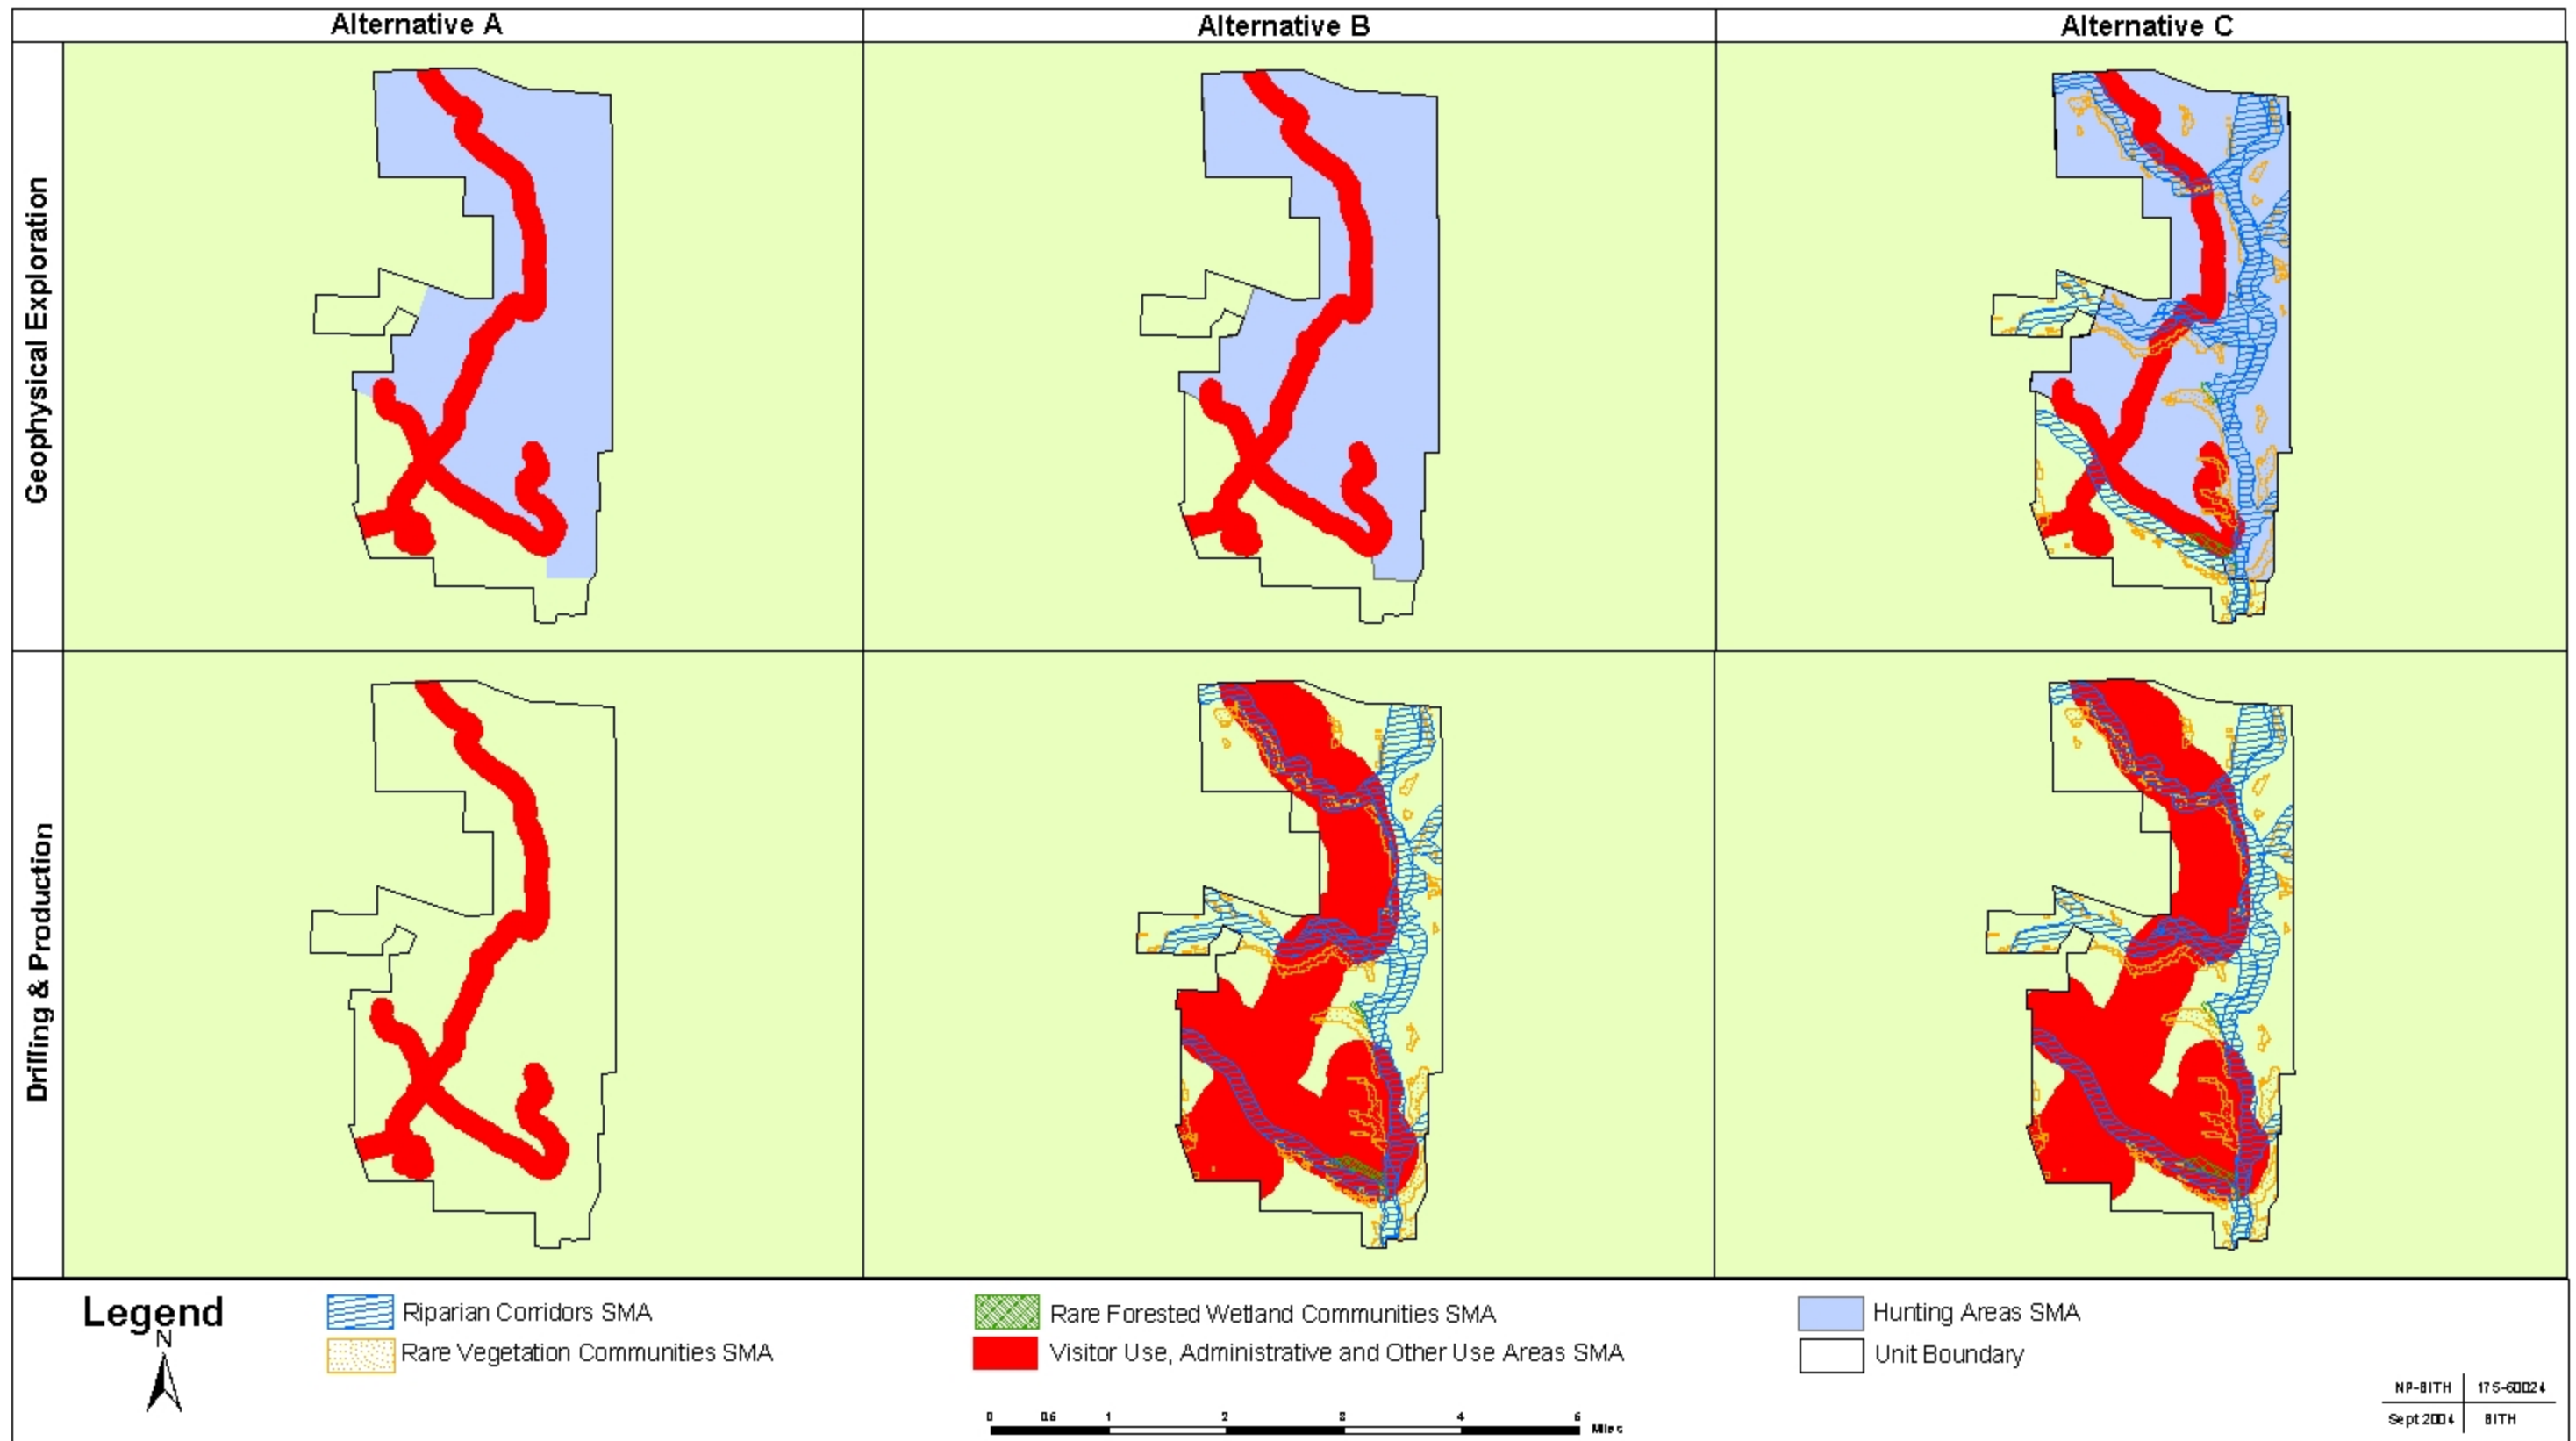 Alternative A
Alternative B
Alternative C
Geophysical Exploration
Drilling & Production
Legend
N
Riparian Corridors SMA
Rare Vegetation Communities SMA
Rare Forested Wetland Communities SMA
Visitor Use, Administrative and Other Use Areas SMA
Hunting Areas SMA
Unit Boundary
0 0.5 1 2 3 4 5 Miles
NP-BITH 175-60024
Sept 2004 BITH